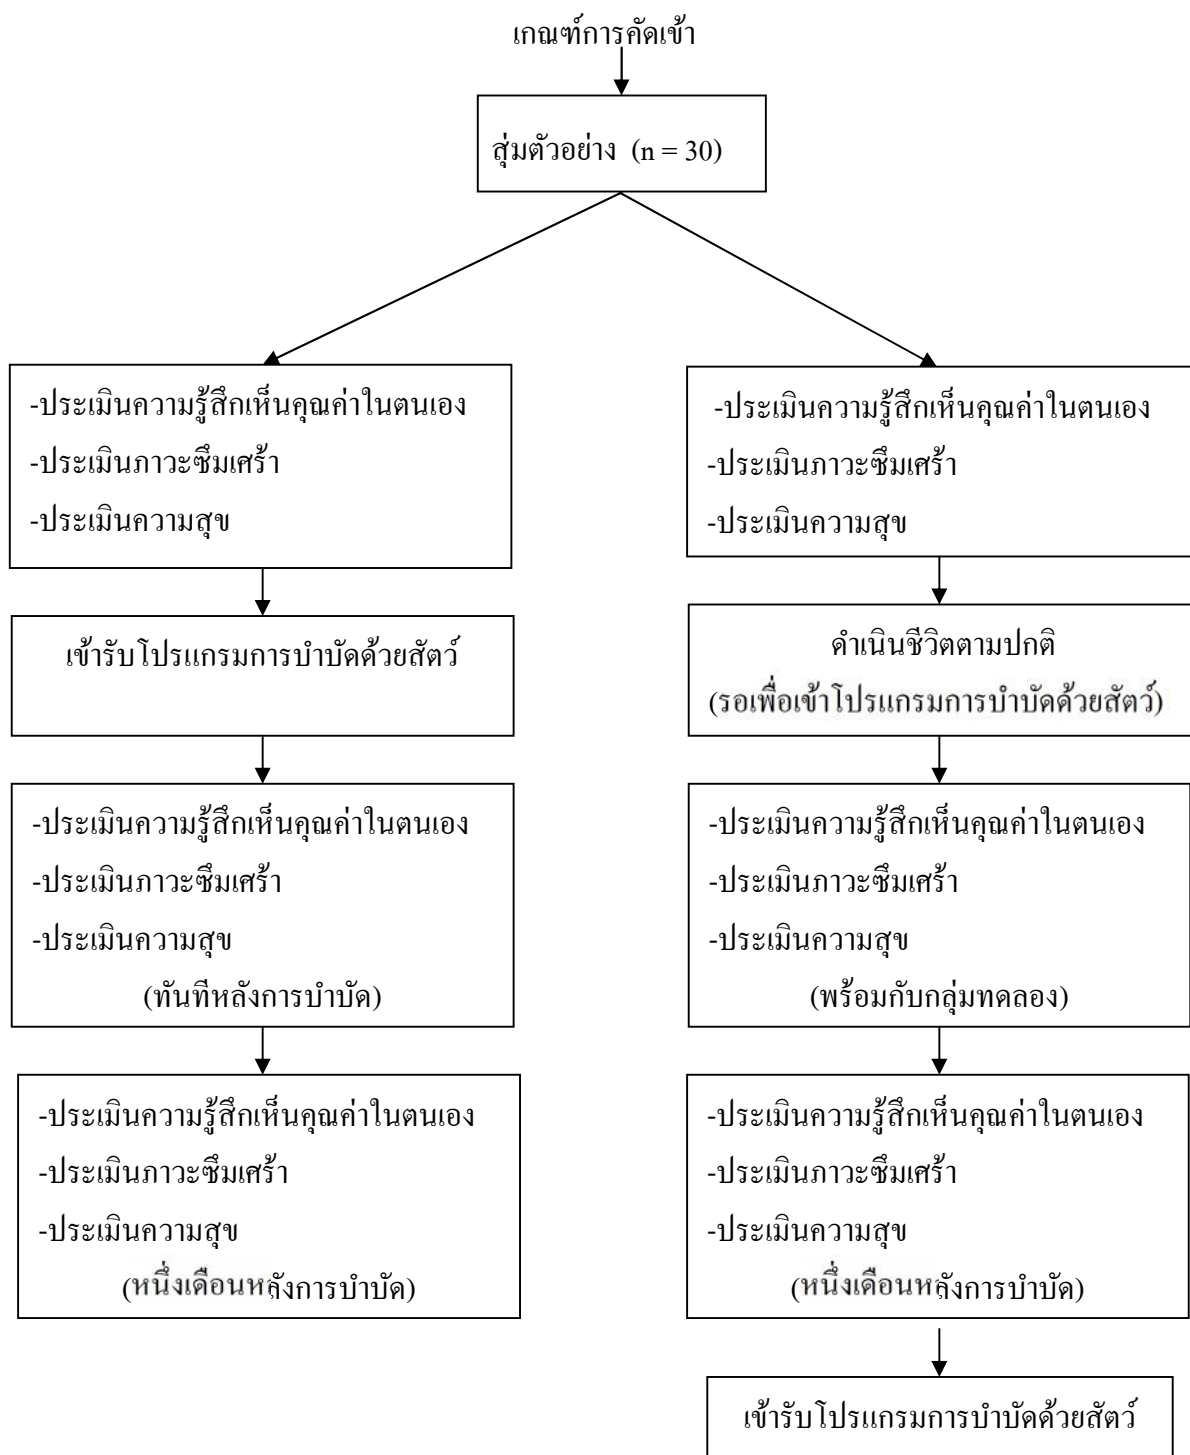 เกณฑ์การคัดเข้า
สุ่มตัวอย่าง (n = 30)
-ประเมินความรู้สึกเห็นคุณค่าในตนเอง
-ประเมินภาวะซึมเศร้า
-ประเมินความสุข
เข้ารับโปรแกรมการบำบัดด้วยสัตว์
-ประเมินความรู้สึกเห็นคุณค่าในตนเอง
-ประเมินภาวะซึมเศร้า
-ประเมินความสุข
(ทันทีหลังการบำบัด)
-ประเมินความรู้สึกเห็นคุณค่าในตนเอง
-ประเมินภาวะซึมเศร้า
-ประเมินความสุข
(หนึ่งเดือนหลังการบำบัด)
-ประเมินความรู้สึกเห็นคุณค่าในตนเอง
-ประเมินภาวะซึมเศร้า
-ประเมินความสุข
ดำเนินชีวิตตามปกติ
(รอเพื่อเข้าโปรแกรมการบำบัดด้วยสัตว์)
-ประเมินความรู้สึกเห็นคุณค่าในตนเอง
-ประเมินภาวะซึมเศร้า
-ประเมินความสุข
(พร้อมกับกลุ่มทดลอง)
-ประเมินความรู้สึกเห็นคุณค่าในตนเอง
-ประเมินภาวะซึมเศร้า
-ประเมินความสุข
(หนึ่งเดือนหลังการบำบัด)
เข้ารับโปรแกรมการบำบัดด้วยสัตว์